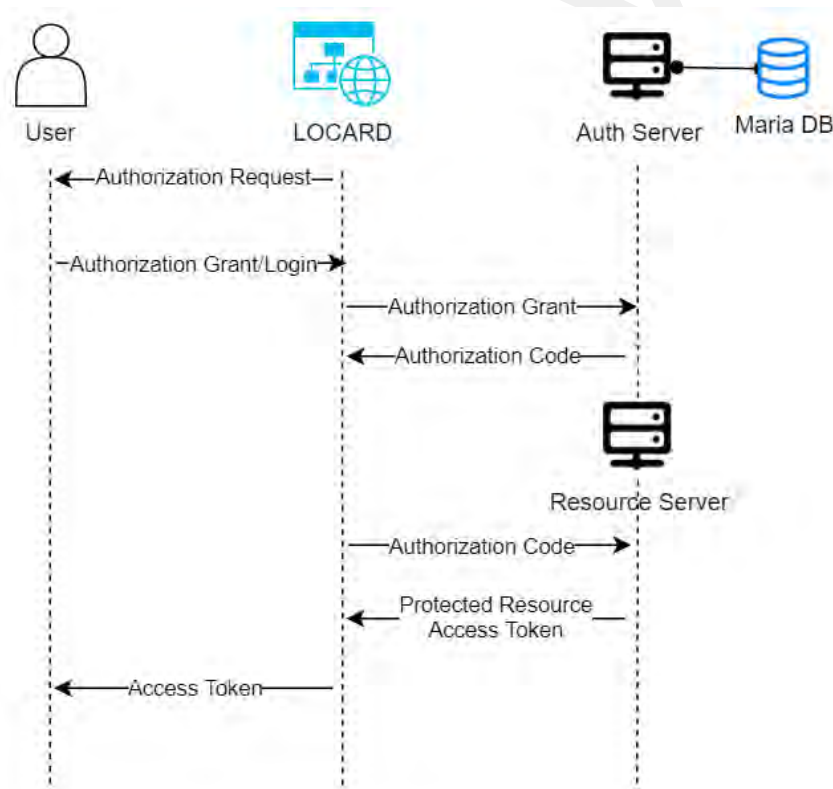 User
LOCARD
Auth Server
Maria DB
Authorization Request
Authorization Grant/Login
Authorization Grant
Authorization Code
Resource Server
Authorization Code
Protected Resource
Access Token
Access Token